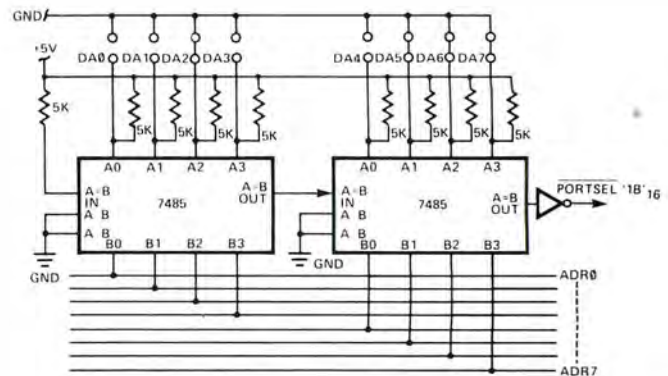 GND
+5V
DA0 DA1 DA2 DA3 DA4 DA5 DA6 DA7
5K 5K 5K 5K 5K 5K 5K 5K 5K
A0 A1 A2 A3 A0 A1 A2 A3
A=B IN A=B OUT A=B IN A=B OUT
7485 7485
PORTSEL '1B'16
A B A B
A B A B
B0 B1 B2 B3 B0 B1 B2 B3
GND GND
ADR0
ADR7